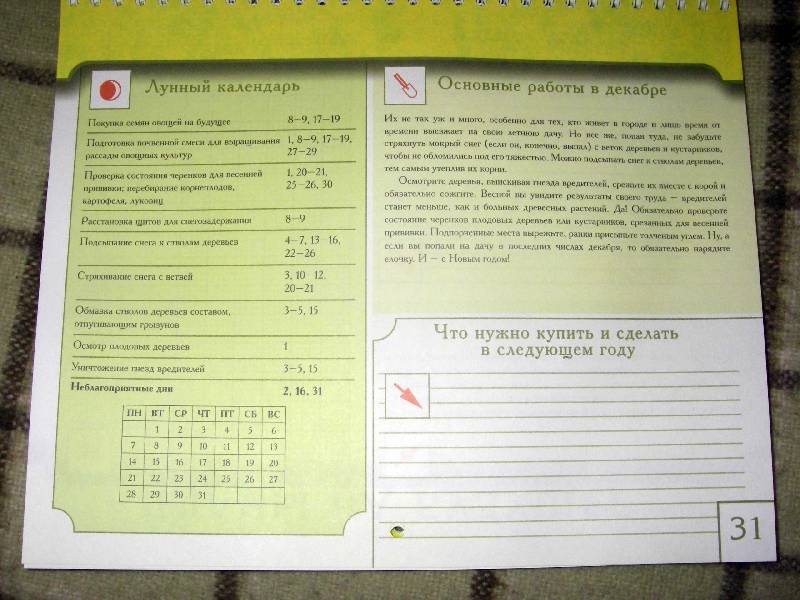 Лунный календарь
Покупка семян овощей на будущее 8–9, 17–19
Подготовка почвенной смеси для выращивания 1, 8–9, 17–19,
рассады овощных культур 27–29
Проверка состояния черенков для весенней 1, 20–21,
прививки; перебирание корнеплодов, 25–26, 30
картофеля, луковиц
Расстановка щитов для снегозадержания 8–9
Подсыпание снега к стволам деревьев 4–7, 13–16,
22–26
Стряхивание снега с ветвей 3, 10–12,
20–21
Обмазка стволов деревьев составом, 3–5, 15
отпугивающим грызунов
Осмотр плодовых деревьев 1
Уничтожение гнезд вредителей 3–5, 15
Неблагоприятные дни 2, 16, 31
ПН ВТ СР ЧТ ПТ СБ ВС
1 2 3 4 5 6
7 8 9 10 11 12 13
14 15 16 17 18 19 20
21 22 23 24 25 26 27
28 29 30 31
Основные работы в декабре
Их не так уж и много, особенно для тех, кто живет в городе и лишь время от
времени выезжает на свою летнюю дачу. Но все же, попав туда, не забудьте
стряхнуть мокрый снег (если он, конечно, выпал) с веток деревьев и кустарников,
чтобы не обломились под его тяжестью. Можно подсыпать снег к стволам деревьев,
тем самым утеплив их корни.
Осмотрите деревья, выискивая гнезда вредителей, срежьте их вместе с корой и
обязательно сожгите. Весной вы увидите результаты своего труда – вредителей
станет меньше, как и больных древесных растений. Да! Обязательно проверьте
состояние черенков плодовых деревьев или кустарников, срезанных для весенней
прививки. Подпорченные места вырежьте, ранки присыпьте толченым углем. Ну, а
если вы попали на дачу в последних числах декабря, то обязательно нарядите
елочку. И – с Новым годом!
Что нужно купить и сделать
в следующем году
31